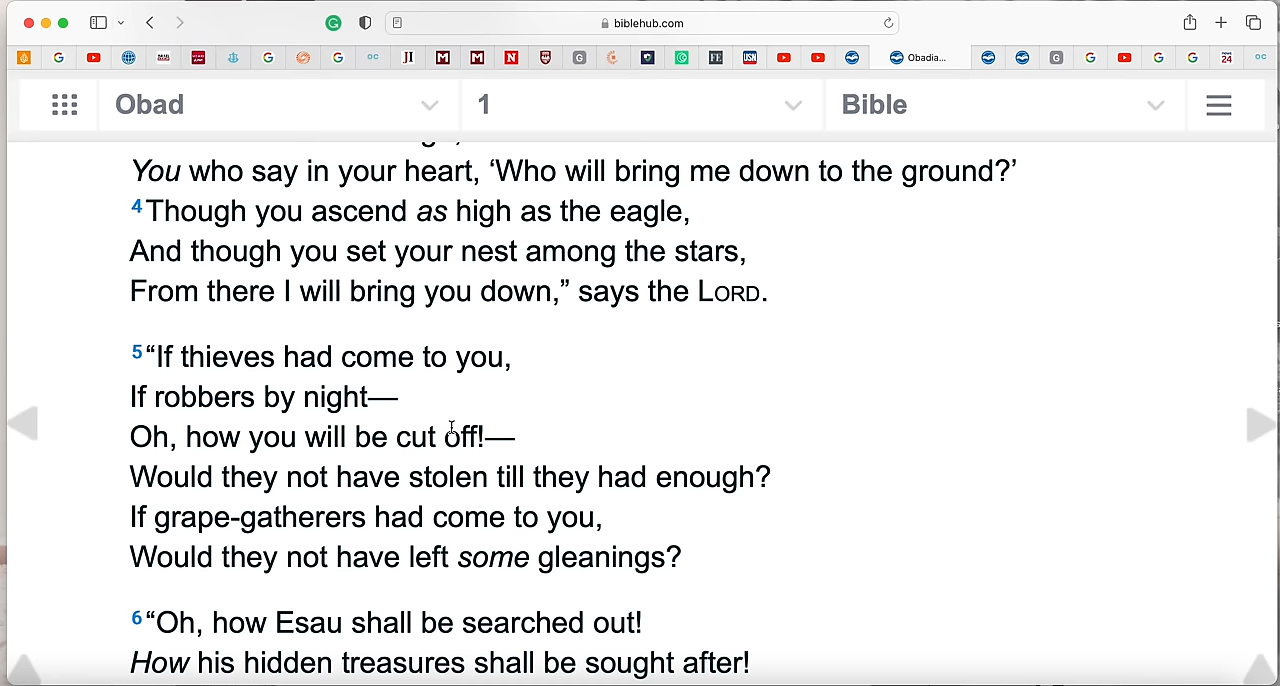 biblehub.com
Obadia...
Obad 1 Bible
You who say in your heart, ‘Who will bring me down to the ground?’
4 Though you ascend as high as the eagle,
And though you set your nest among the stars,
From there I will bring you down,” says the LORD.
5 “If thieves had come to you,
If robbers by night—
Oh, how you will be cut off!—
Would they not have stolen till they had enough?
If grape-gatherers had come to you,
Would they not have left some gleanings?
6 “Oh, how Esau shall be searched out!
How his hidden treasures shall be sought after!